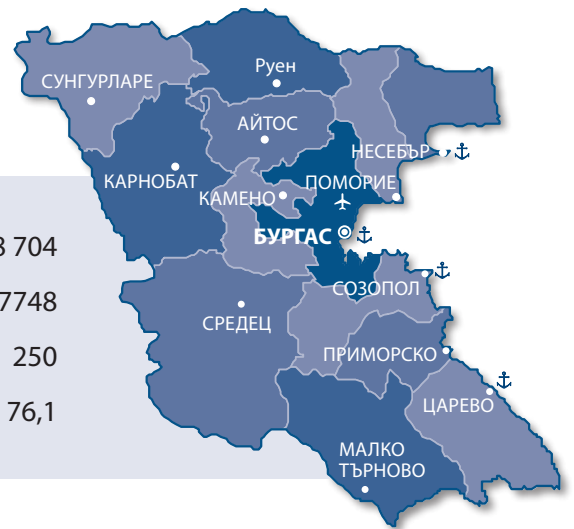 СУНГУРЛАРЕ
Руен
АЙТОС
НЕСЕБЪР
КАРНОБАТ
ПОМОРИЕ
КАМЕНО
БУРГАС
СОЗОПОЛ
СРЕДЕЦ
ПРИМОРСКО
ЦАРЕВО
МАЛКО
ТЪРНОВО
704
7748
250
76,1